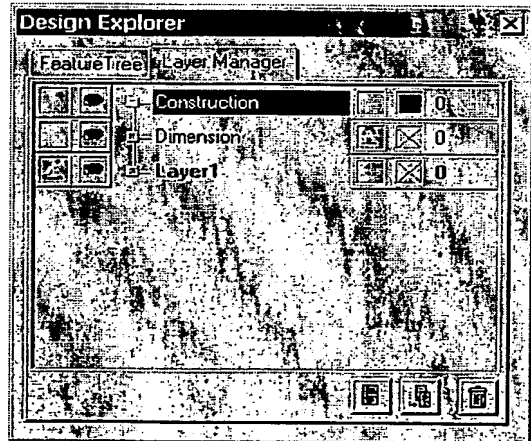 Design Explorer
FeatureTree Layer Manager
Construction 0
Dimension 0
Layer1 0